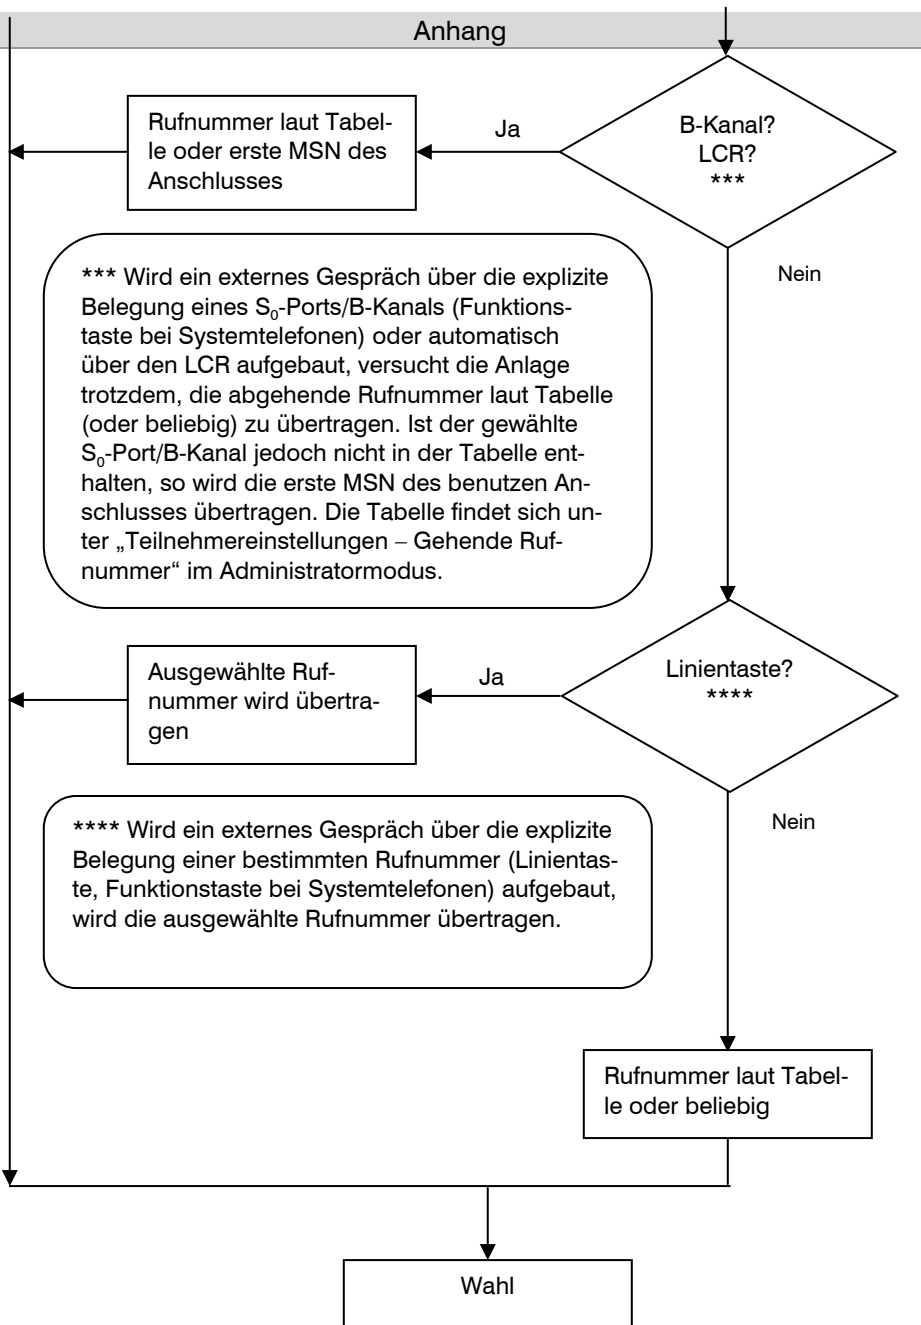 Anhang
Rufnummer laut Tabel-
le oder erste MSN des
Anschlusses
Ja
B-Kanal?
LCR?
***
Nein
*** Wird ein externes Gespräch über die explizite
Belegung eines S₀-Ports/B-Kanals (Funktions-
taste bei Systemtelefonen) oder automatisch
über den LCR aufgebaut, versucht die Anlage
trotzdem, die abgehende Rufnummer laut Tabelle
(oder beliebig) zu übertragen. Ist der gewählte
S₀-Port/B-Kanal jedoch nicht in der Tabelle ent-
halten, so wird die erste MSN des benutzen An-
schlusses übertragen. Die Tabelle findet sich un-
ter „Teilnehmereinstellungen – Gehende Ruf-
nummer“ im Administratormodus.
Ausgewählte Ruf-
nummer wird übertra-
gen
Ja
Linientaste?
****
Nein
**** Wird ein externes Gespräch über die explizite
Belegung einer bestimmten Rufnummer (Linientas-
te, Funktionstaste bei Systemtelefonen) aufgebaut,
wird die ausgewählte Rufnummer übertragen.
Rufnummer laut Tabel-
le oder beliebig
Wahl